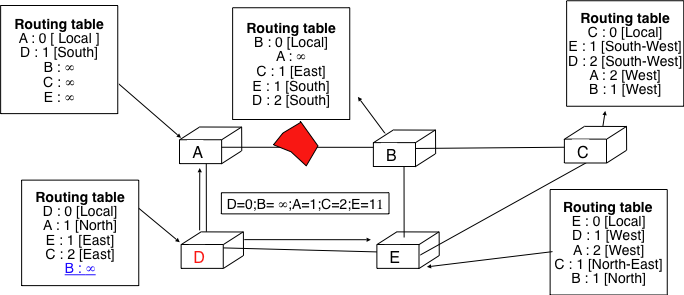 Routing table
A : 0 [ Local ]
D : 1 [South]
B : ∞
C : ∞
E : ∞
Routing table
B : 0 [Local]
A : ∞
C : 1 [East]
E : 1 [South]
D : 2 [South]
Routing table
C : 0 [Local]
E : 1 [South-West]
D : 2 [South-West]
A : 2 [West]
B : 1 [West]
A
B
C
D=0;B= ∞;A=1;C=2;E=11
Routing table
D : 0 [Local]
A : 1 [North]
E : 1 [East]
C : 2 [East]
B : ∞
D
E
Routing table
E : 0 [Local]
D : 1 [West]
A : 2 [West]
C : 1 [North-East]
B : 1 [North]